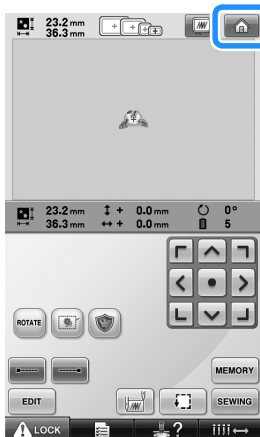 23.2 mm
36.3 mm
23.2 mm + 0.0 mm 0°
36.3 mm + 0.0 mm 5
ROTATE
MEMORY
EDIT SEWING
LOCK ?